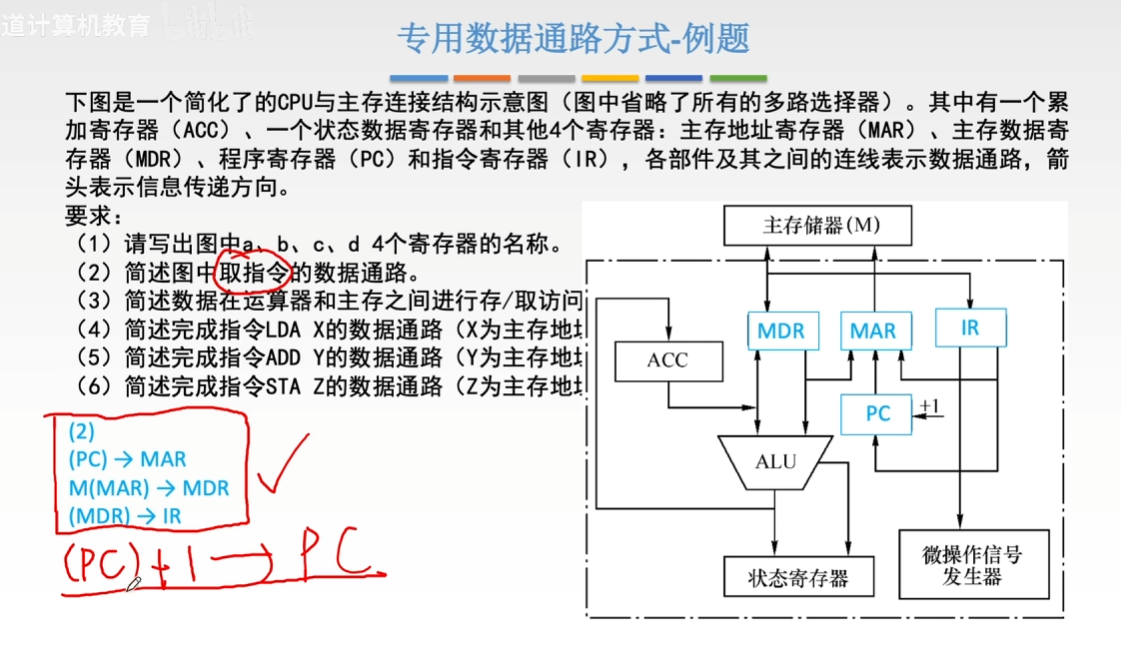 道计算机教育
专用数据通路方式-例题
下图是一个简化了的CPU与主存连接结构示意图（图中省略了所有的多路选择器）。其中有一个累
加寄存器（ACC）、一个状态数据寄存器和其他4个寄存器：主存地址寄存器（MAR）、主存数据寄
存器（MDR）、程序寄存器（PC）和指令寄存器（IR），各部件及其之间的连线表示数据通路，箭
头表示信息传递方向。
要求：
（1）请写出图中a、b、c、d 4个寄存器的名称。
（2）简述图中取指令的数据通路。
（3）简述数据在运算器和主存之间进行存/取访问
（4）简述完成指令LDA X的数据通路（X为主存地
（5）简述完成指令ADD Y的数据通路（Y为主存地
（6）简述完成指令STA Z的数据通路（Z为主存地
(2)
(PC) → MAR
M(MAR) → MDR
(MDR) → IR
(PC)+1 → PC
主存储器(M)
MDR
MAR
IR
ACC
PC
+1
ALU
状态寄存器
微操作信号
发生器